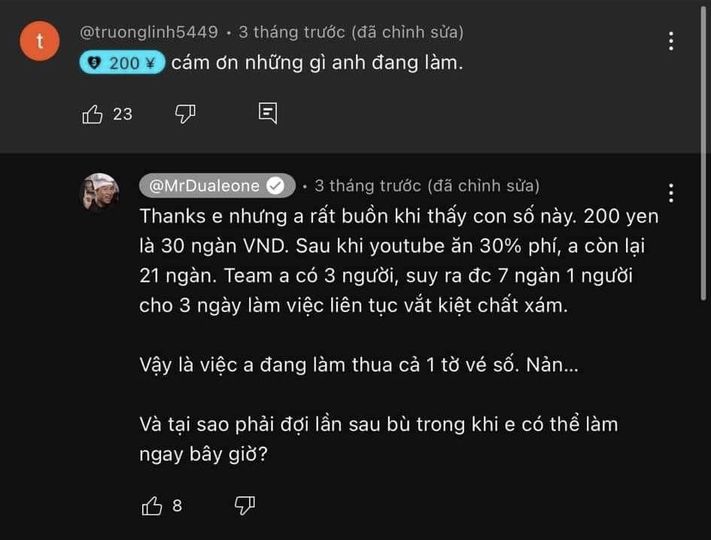 t
@truonglinh5449 • 3 tháng trước (đã chỉnh sửa)
200 ¥ cám ơn những gì anh đang làm.
23
@MrDualeone • 3 tháng trước (đã chỉnh sửa)
Thanks e nhưng a rất buồn khi thấy con số này. 200 yen
là 30 ngàn VND. Sau khi youtube ăn 30% phí, a còn lại
21 ngàn. Team a có 3 người, suy ra đc 7 ngàn 1 người
cho 3 ngày làm việc liên tục vắt kiệt chất xám.
Vậy là việc a đang làm thua cả 1 tờ vé số. Nản...
Và tại sao phải đợi lần sau bù trong khi e có thể làm
ngay bây giờ?
8